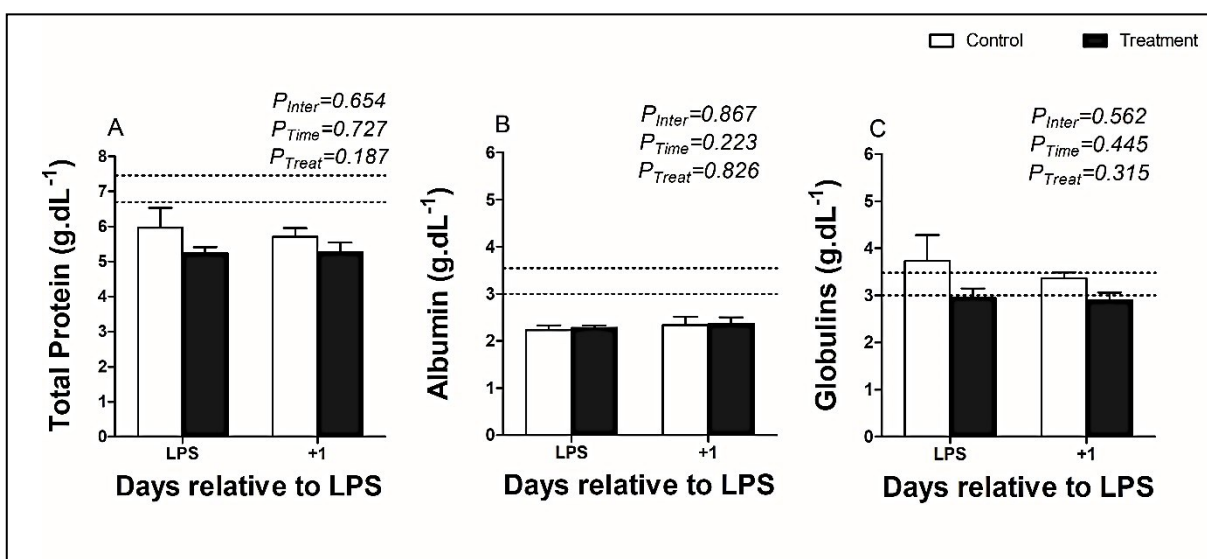 Control Treatment
A
P_Inter=0.654
P_Time=0.727
P_Treat=0.187
Total Protein (g.dL⁻¹)
8
7
6
5
4
3
2
1
0
LPS +1
Days relative to LPS
B
P_Inter=0.867
P_Time=0.223
P_Treat=0.826
Albumin (g.dL⁻¹)
6
5
4
3
2
1
0
LPS +1
Days relative to LPS
C
P_Inter=0.562
P_Time=0.445
P_Treat=0.315
Globulins (g.dL⁻¹)
6
5
4
3
2
1
0
LPS +1
Days relative to LPS